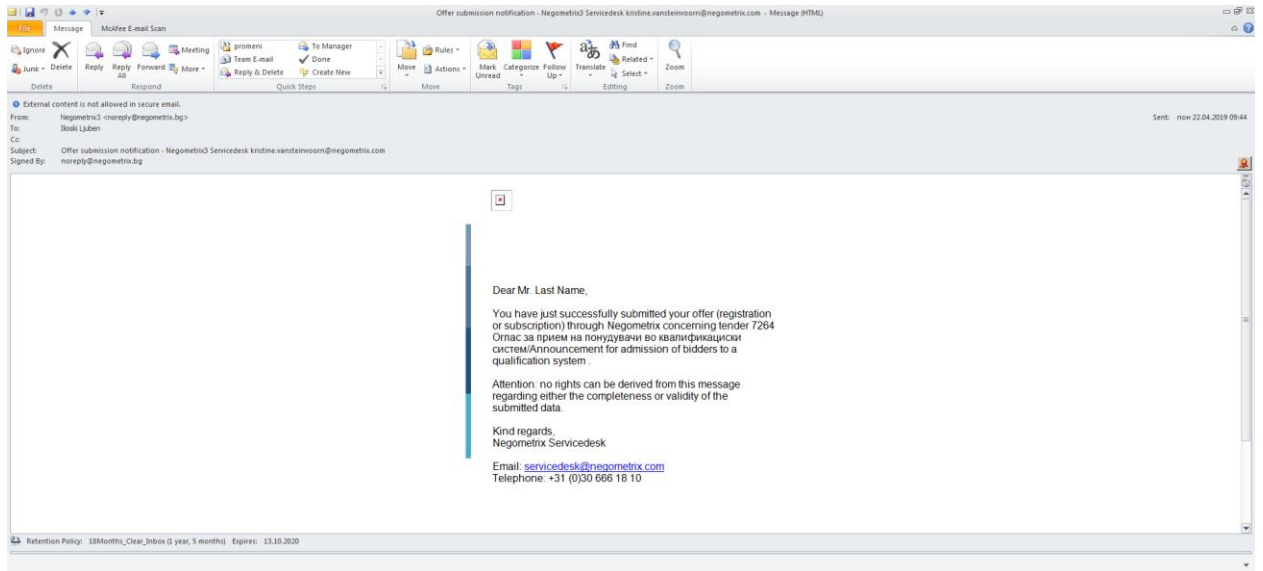 Offer submission notification - Negometrix3 Servicedesk kristine.vansteinvoorn@negometrix.com - Message (HTML)
File Message McAfee E-mail Scan
Ignore
Junk
Delete
Reply
Reply All
Forward
Meeting
More
promeni
Team E-mail
Reply & Delete
To Manager
Done
Create New
Move
Rules
Actions
Mark Unread
Categorize
Follow Up
Translate
Find
Related
Select
Zoom
Delete Respond Quick Steps Move Tags Editing Zoom
External content is not allowed in secure email.
From: Negometrix3 <noreply@negometrix.bg> Sent: пон 22.04.2019 09:44
To: Ilkoski Ljuben
Cc:
Subject: Offer submission notification - Negometrix3 Servicedesk kristine.vansteinvoorn@negometrix.com
Signed By: noreply@negometrix.bg
Dear Mr. Last Name,
You have just successfully submitted your offer (registration
or subscription) through Negometrix concerning tender 7264
Оглас за прием на понудувачи во квалификациски
систем/Announcement for admission of bidders to a
qualification system .
Attention: no rights can be derived from this message
regarding either the completeness or validity of the
submitted data.
Kind regards,
Negometrix Servicedesk
Email: servicedesk@negometrix.com
Telephone: +31 (0)30 666 18 10
Retention Policy: 18Months_Clear_Inbox (1 year, 5 months) Expires: 13.10.2020